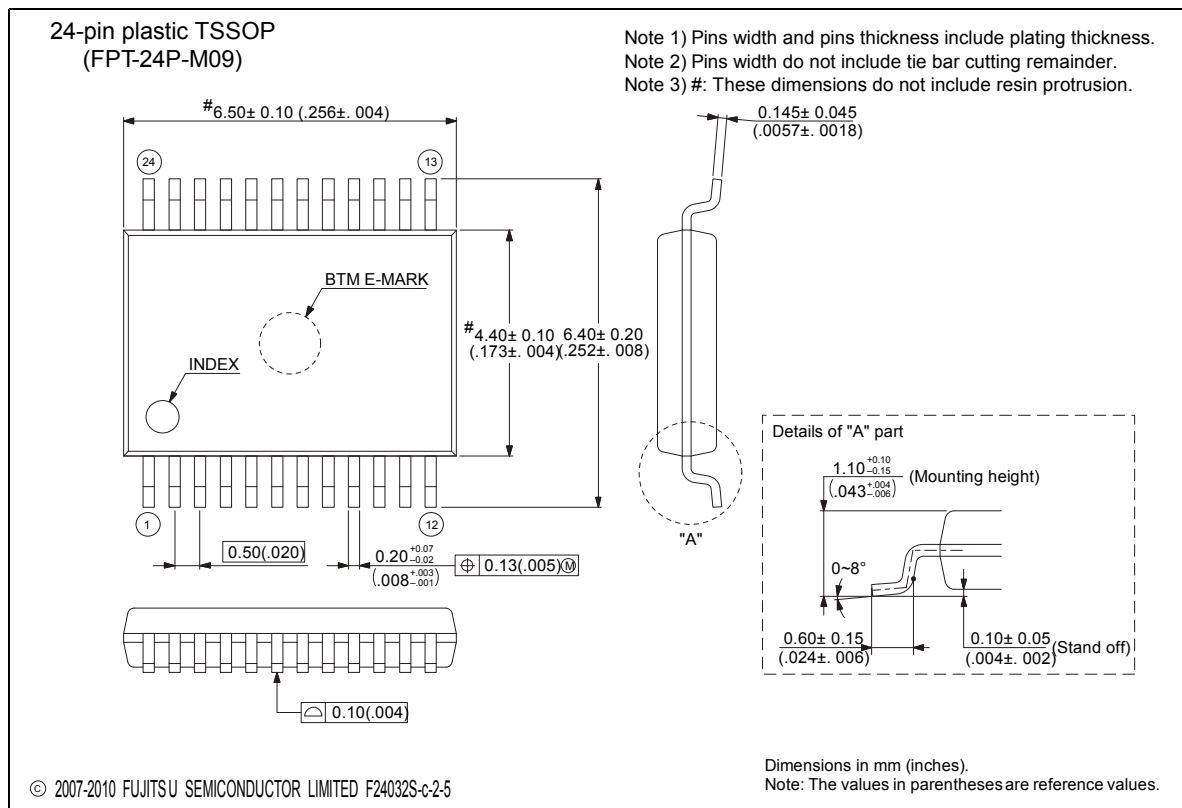 24-pin plastic TSSOP
(FPT-24P-M09)
Note 1) Pins width and pins thickness include plating thickness.
Note 2) Pins width do not include tie bar cutting remainder.
Note 3) #: These dimensions do not include resin protrusion.
#6.50± 0.10 (.256±. 004)
0.145± 0.045
(.0057±. 0018)
24
13
BTM E-MARK
INDEX
#4.40± 0.10
(.173±. 004)
6.40± 0.20
(.252±. 008)
1
12
"A"
0.50(.020)
0.20 +0.07 –0.02
(.008 +.003 –.001)
⌖ 0.13(.005)Ⓜ
Details of "A" part
1.10 +0.10 –0.15
(.043 +.004 –.006)
(Mounting height)
0~8°
0.60± 0.15
(.024±. 006)
0.10± 0.05
(.004±. 002)
(Stand off)
⌓ 0.10(.004)
Dimensions in mm (inches).
Note: The values in parentheses are reference values.
© 2007-2010 FUJITSU SEMICONDUCTOR LIMITED F24032S-c-2-5